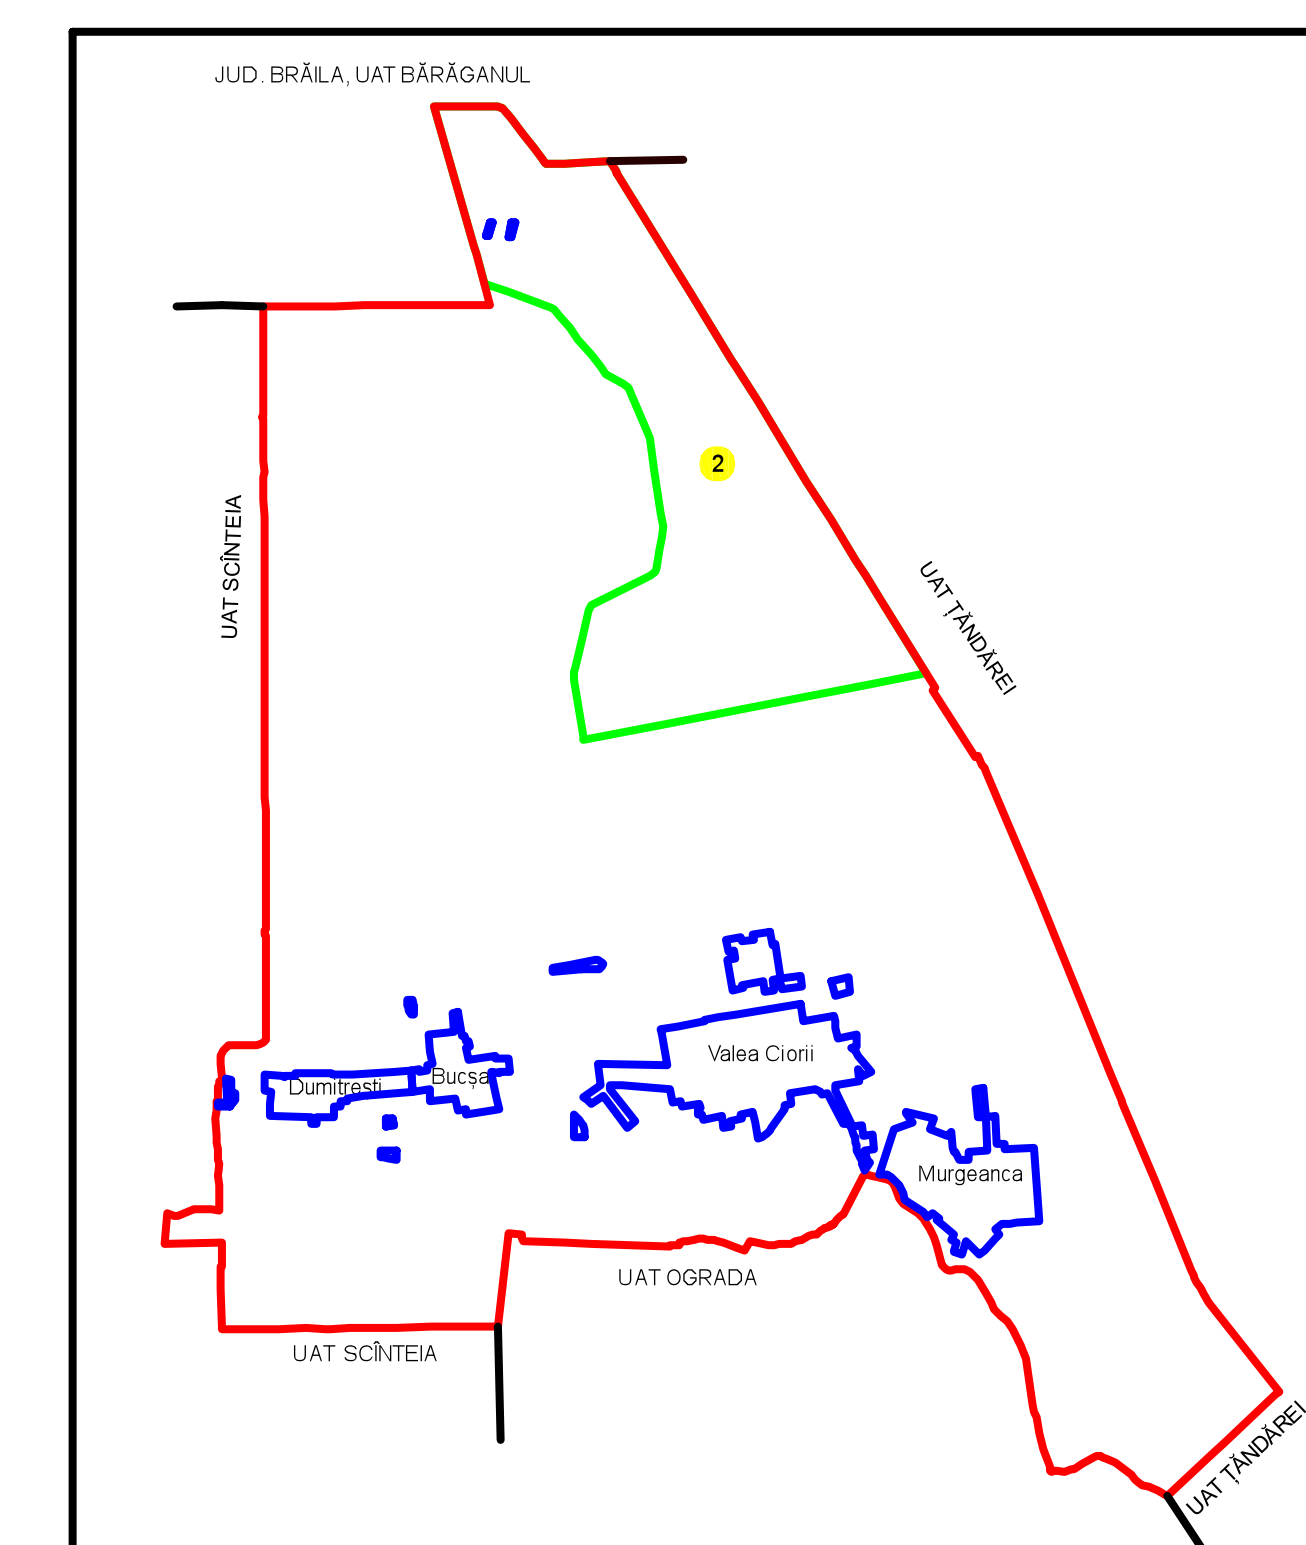 JUD. BRĂILA, UAT BĂRĂGANUL
2
UAT SCÎNTEIA
UAT ȚĂNDĂREI
Valea Ciorii
Bucșa
Dumitrești
Murgeanca
UAT OGRADA
UAT SCÎNTEIA
UAT ȚĂNDĂREI